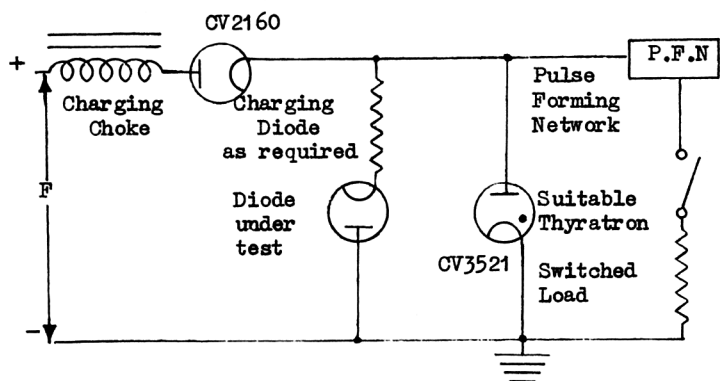 CV2160
P.F.N
+
Charging
Choke
Charging
Diode
as required
Pulse
Forming
Network
F
Diode
under
test
Suitable
Thyratron
CV3521
Switched
Load
-